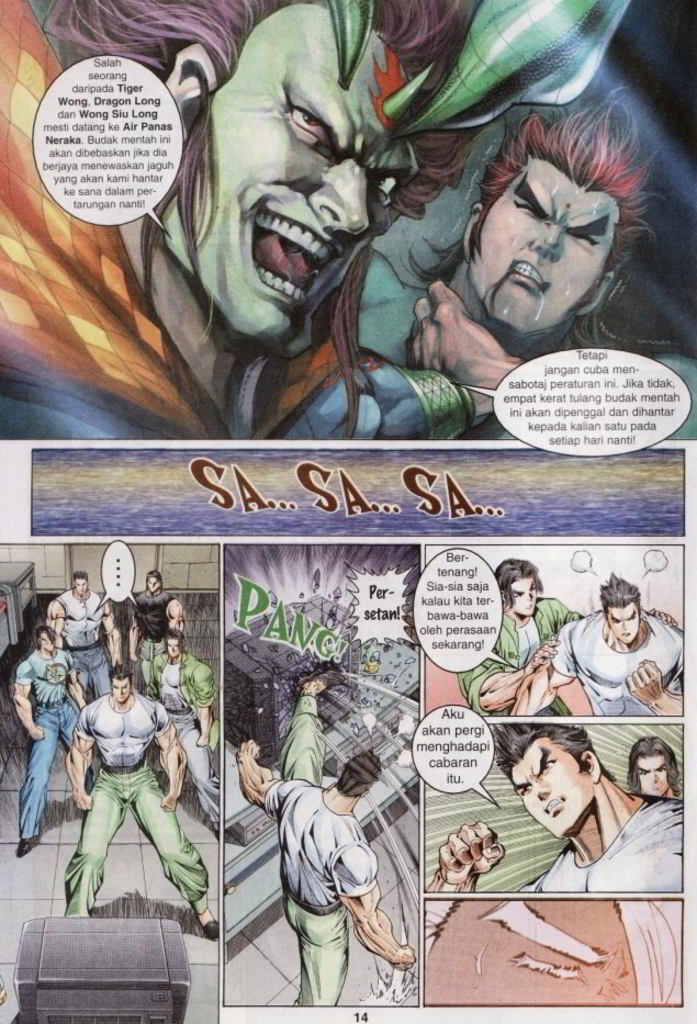 Salah
seorang
daripada Tiger
Wong, Dragon Long
dan Wong Siu Long
mesti datang ke Air Panas
Neraka. Budak mentah ini
akan dibebaskan jika dia
berjaya menewaskan jaguh
yang akan kami hantar
ke sana dalam per-
tarungan nanti!
Tetapi
jangan cuba men-
sabotaj peraturan ini. Jika tidak,
empat kerat tulang budak mentah
ini akan dipenggal dan dihantar
kepada kalian satu pada
setiap hari nanti!
SA... SA... SA...
....
PANG!
Per-
setan!
Ber-
tenang!
Sia-sia saja
kalau kita ter-
bawa-bawa
oleh perasaan
sekarang!
Aku
akan pergi
menghadapi
cabaran
itu.
14